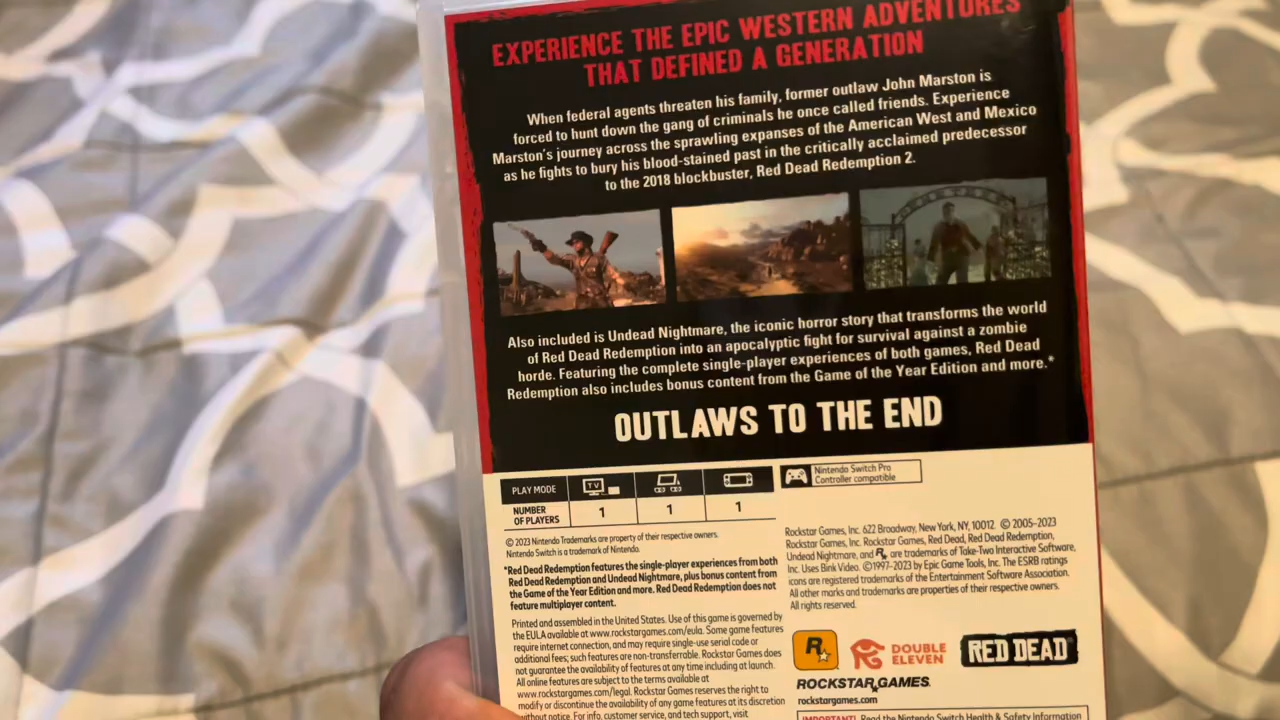 EXPERIENCE THE EPIC WESTERN ADVENTURES
THAT DEFINED A GENERATION
When federal agents threaten his family, former outlaw John Marston is
forced to hunt down the gang of criminals he once called friends. Experience
Marston's journey across the sprawling expanses of the American West and Mexico
as he fights to bury his blood-stained past in the critically acclaimed predecessor
to the 2018 blockbuster, Red Dead Redemption 2.
Also included is Undead Nightmare, the iconic horror story that transforms the world
of Red Dead Redemption into an apocalyptic fight for survival against a zombie
horde. Featuring the complete single-player experiences of both games, Red Dead
Redemption also includes bonus content from the Game of the Year Edition and more.*
OUTLAWS TO THE END
PLAY MODE
TV
NUMBER
OF PLAYERS
1
1
1
Nintendo Switch Pro
Controller compatible
© 2023 Nintendo Trademarks are property of their respective owners.
Nintendo Switch is a trademark of Nintendo.
*Red Dead Redemption features the single-player experiences from both
Red Dead Redemption and Undead Nightmare, plus bonus content from
the Game of the Year Edition and more. Red Dead Redemption does not
feature multiplayer content.
Printed and assembled in the United States. Use of this game is governed by
the EULA available at www.rockstargames.com/eula. Some game features
require internet connection, and may require single-use serial code or
additional fees; such features are non-transferrable. Rockstar Games does
not guarantee the availability of features at any time including at launch.
All online features are subject to the terms available at
www.rockstargames.com/legal. Rockstar Games reserves the right to
modify or discontinue the availability of any game features at its discretion
without notice. For info, customer service, and tech support, visit
Rockstar Games, Inc. 622 Broadway, New York, NY, 10012 © 2005-2023
Rockstar Games, Inc. Rockstar Games, Red Dead, Red Dead Redemption,
Undead Nightmare, and R★ are trademarks of Take-Two Interactive Software,
Inc. Uses Bink Video. ©1997-2023 by Epic Game Tools, Inc. The ESRB ratings
icons are registered trademarks of the Entertainment Software Association.
All other marks and trademarks are properties of their respective owners.
All rights reserved.
R★
DOUBLE
ELEVEN
RED DEAD
ROCKSTAR GAMES
rockstargames.com
IMPORTANT! Read the Nintendo Switch Health & Safety Information